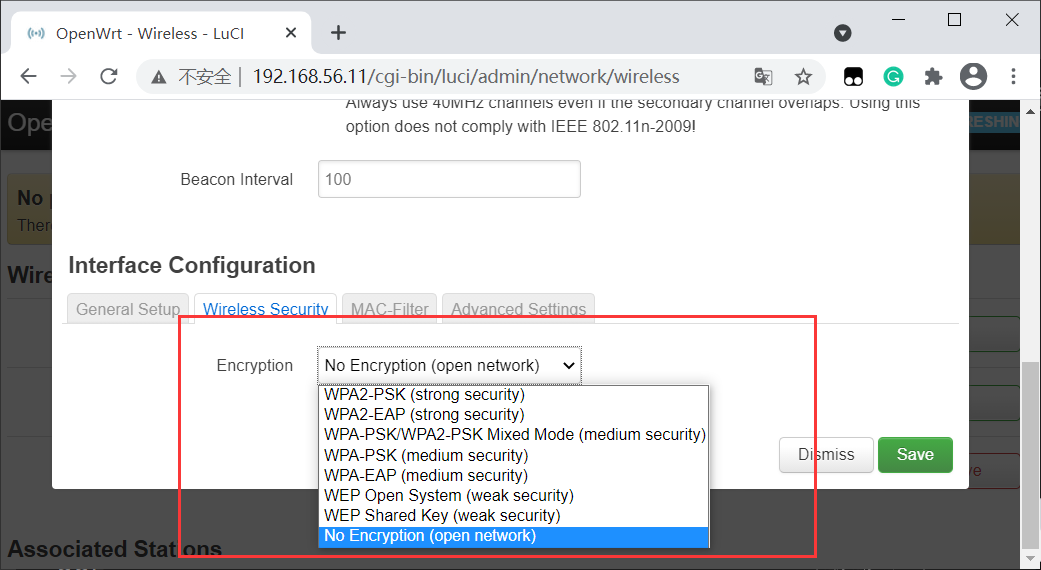 OpenWrt - Wireless - LuCI
不安全 | 192.168.56.11/cgi-bin/luci/admin/network/wireless
Always use 40MHz channels even if the secondary channel overlaps. Using this
option does not comply with IEEE 802.11n-2009!
Beacon Interval 100
Interface Configuration
General Setup Wireless Security MAC-Filter Advanced Settings
Encryption No Encryption (open network)
WPA2-PSK (strong security)
WPA2-EAP (strong security)
WPA-PSK/WPA2-PSK Mixed Mode (medium security)
WPA-PSK (medium security)
WPA-EAP (medium security)
WEP Open System (weak security)
WEP Shared Key (weak security)
No Encryption (open network)
Dismiss Save
Associated Stations